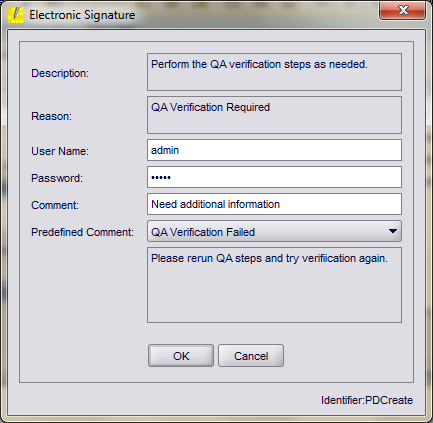 Electronic Signature
Description: Perform the QA verification steps as needed.
Reason: QA Verification Required
User Name: admin
Password: •••••
Comment: Need additional information
Predefined Comment: QA Verification Failed
Please rerun QA steps and try verifiication again.
OK Cancel
Identifier:PDCreate